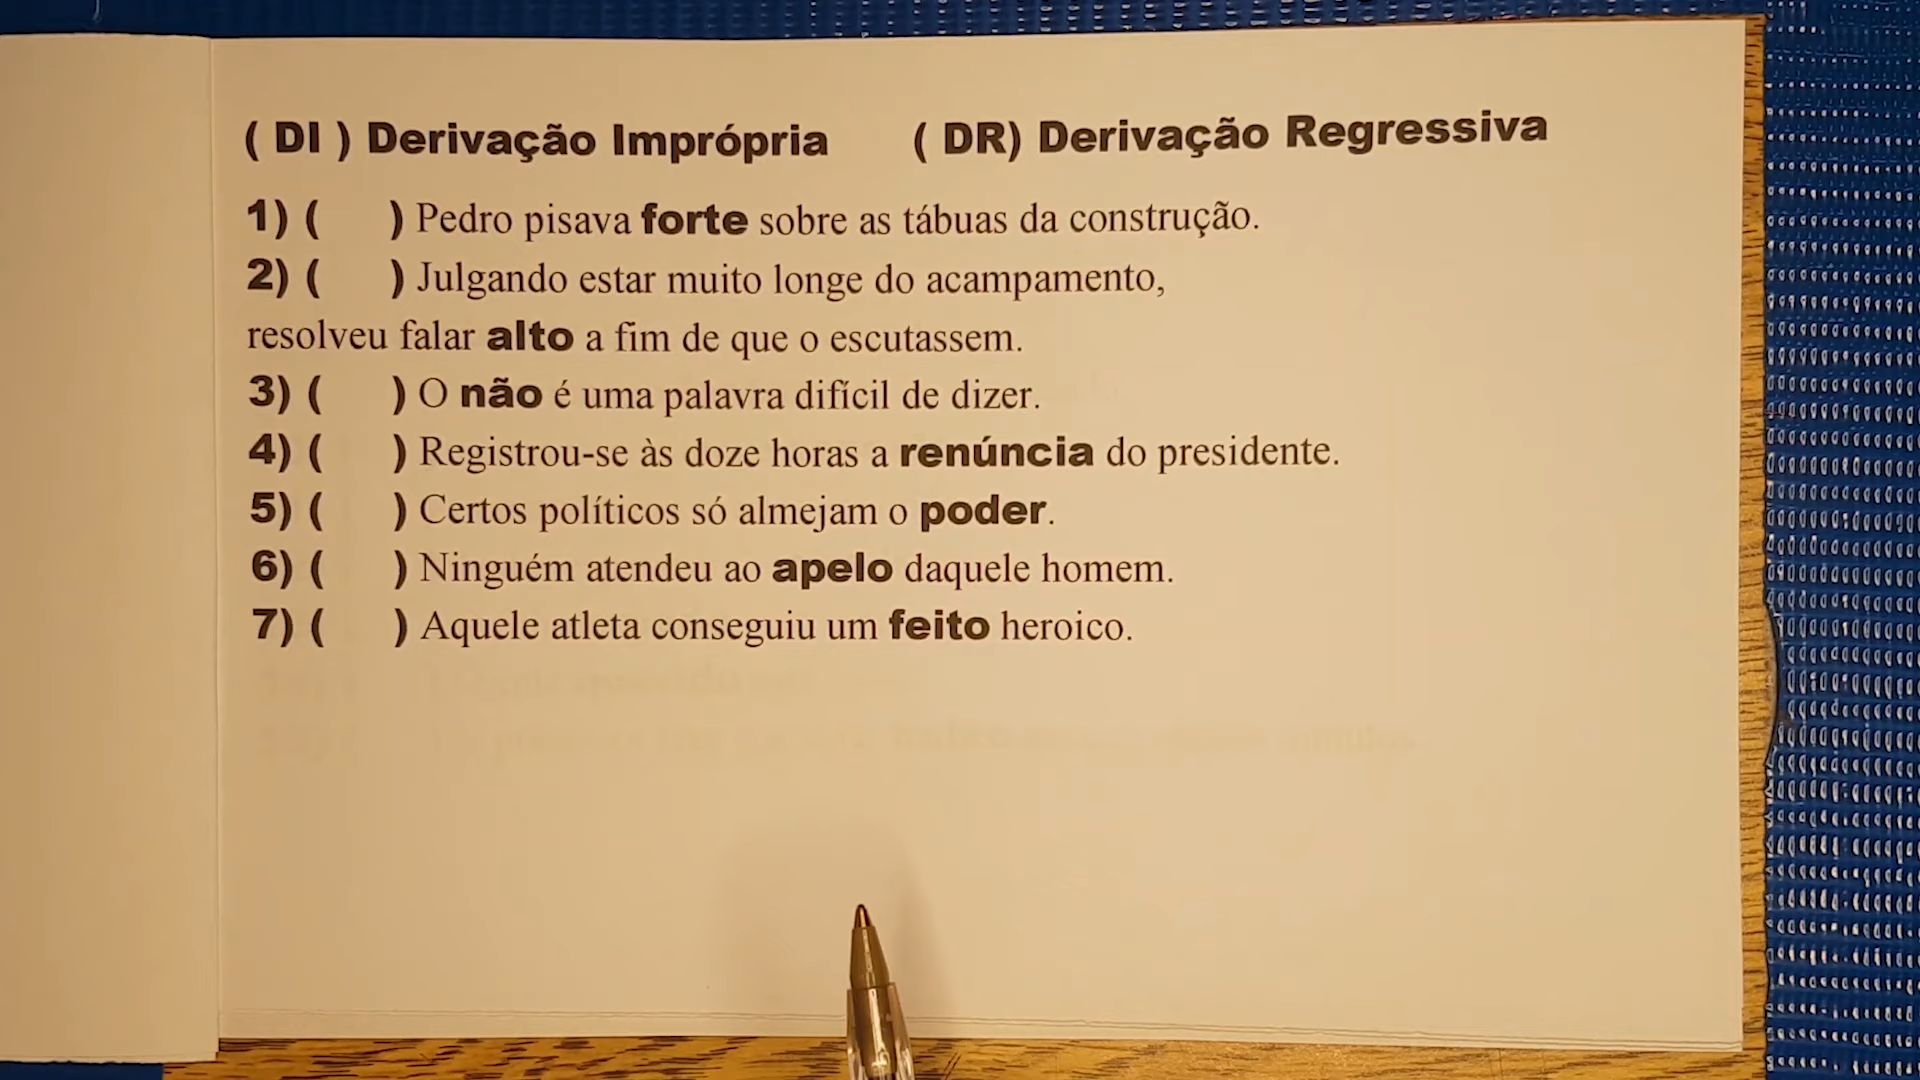 ( DI ) Derivação Imprópria ( DR) Derivação Regressiva
1) ( ) Pedro pisava forte sobre as tábuas da construção.
2) ( ) Julgando estar muito longe do acampamento,
resolveu falar alto a fim de que o escutassem.
3) ( ) O não é uma palavra difícil de dizer.
4) ( ) Registrou-se às doze horas a renúncia do presidente.
5) ( ) Certos políticos só almejam o poder.
6) ( ) Ninguém atendeu ao apelo daquele homem.
7) ( ) Aquele atleta conseguiu um feito heroico.